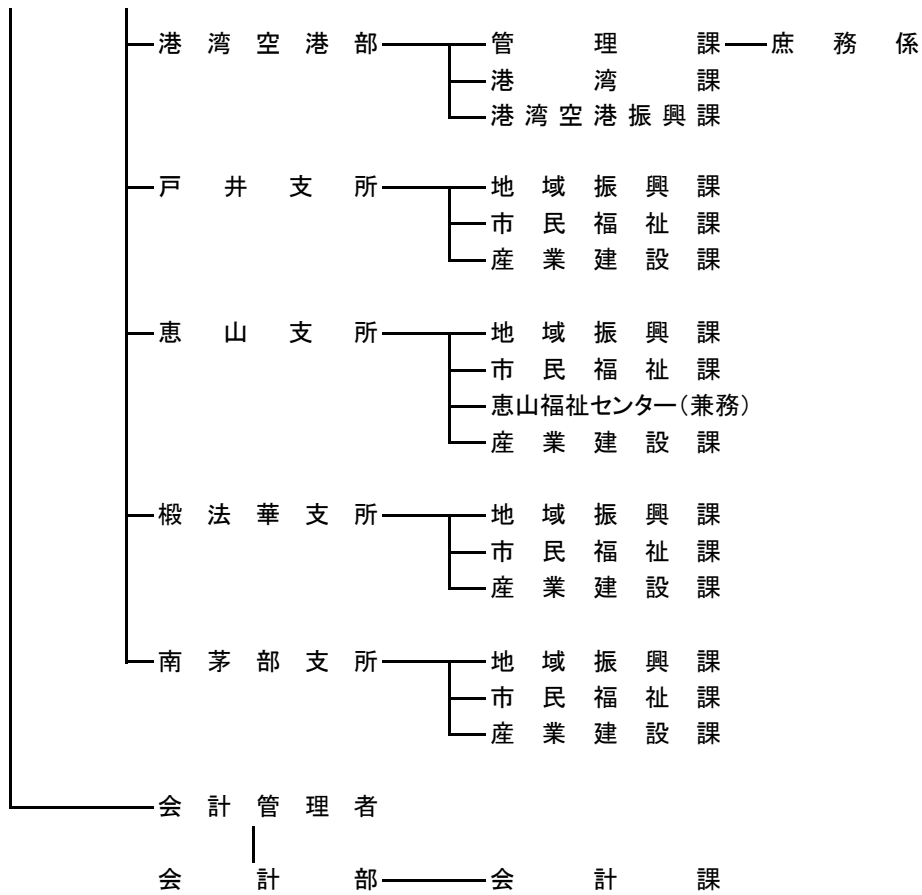 港湾空港部 管理課 庶務係
港湾課
港湾空港振興課
戸井支所 地域振興課
市民福祉課
産業建設課
恵山支所 地域振興課
市民福祉課
恵山福祉センター(兼務)
産業建設課
椴法華支所 地域振興課
市民福祉課
産業建設課
南茅部支所 地域振興課
市民福祉課
産業建設課
会計管理者
会計部 会計課